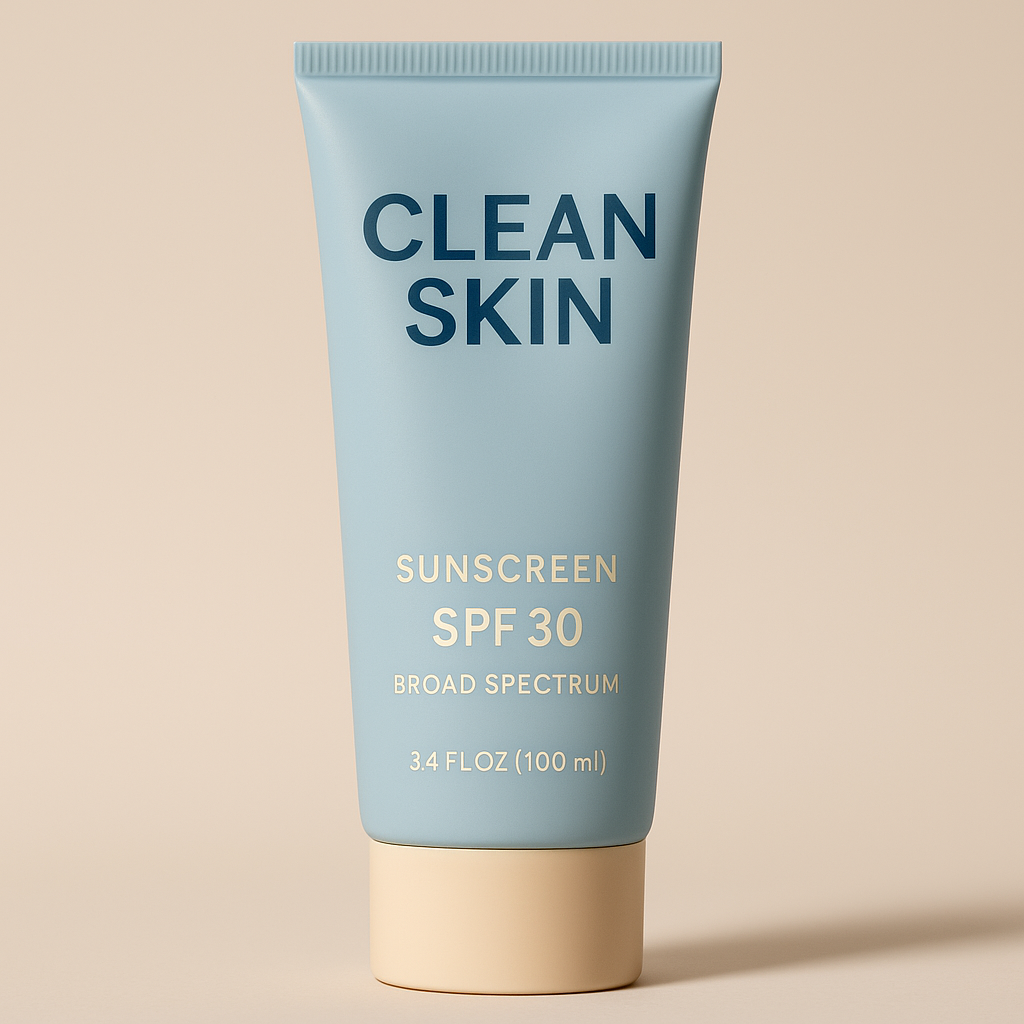 CLEAN
SKIN
SUNSCREEN
SPF 30
BROAD SPECTRUM
3.4 FLOZ (100 ml)